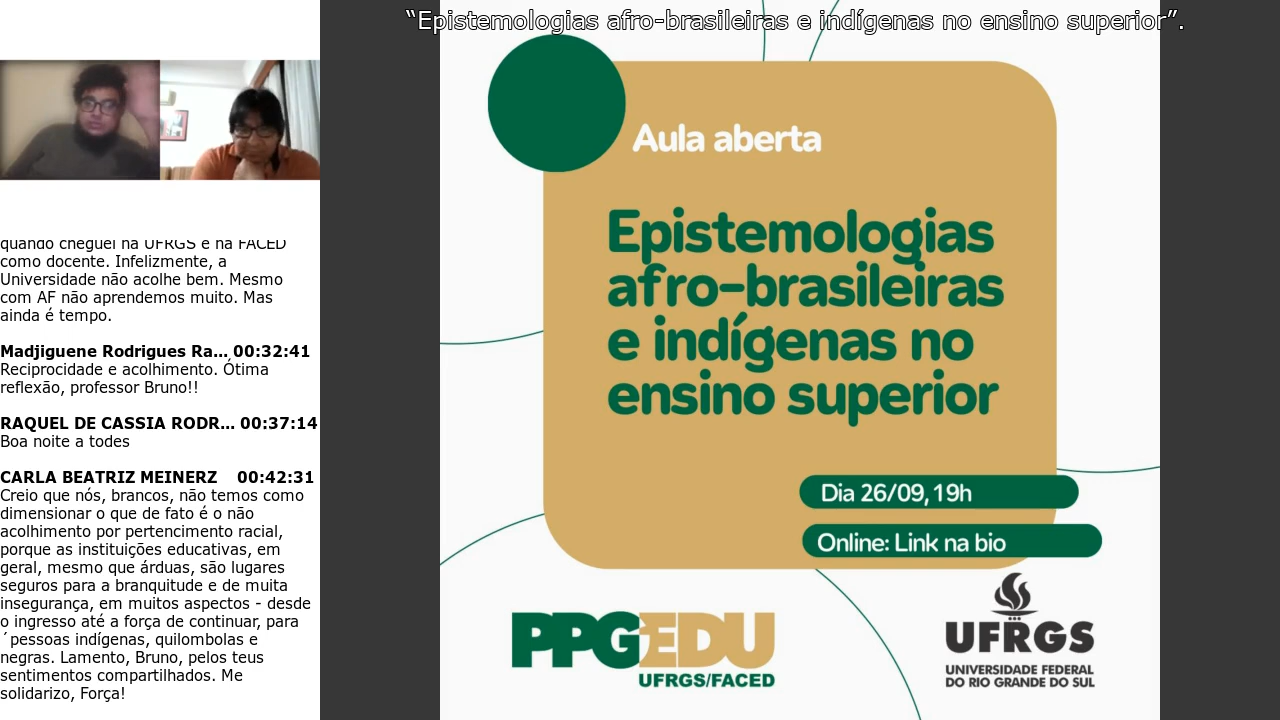 “Epistemologias afro-brasileiras e indígenas no ensino superior”.
quando cheguei na UFRGS e na FACED
como docente. Infelizmente, a
Universidade não acolhe bem. Mesmo
com AF não aprendemos muito. Mas
ainda é tempo.
Madjiguene Rodrigues Ra... 00:32:41
Reciprocidade e acolhimento. Ótima
reflexão, professor Bruno!!
RAQUEL DE CASSIA RODR... 00:37:14
Boa noite a todes
CARLA BEATRIZ MEINERZ 00:42:31
Creio que nós, brancos, não temos como
dimensionar o que de fato é o não
acolhimento por pertencimento racial,
porque as instituições educativas, em
geral, mesmo que árduas, são lugares
seguros para a branquitude e de muita
insegurança, em muitos aspectos - desde
o ingresso até a força de continuar, para
´pessoas indígenas, quilombolas e
negras. Lamento, Bruno, pelos teus
sentimentos compartilhados. Me
solidarizo, Força!
Aula aberta
Epistemologias
afro-brasileiras
e indígenas no
ensino superior
Dia 26/09, 19h
Online: Link na bio
PPGEDU
UFRGS/FACED
UFRGS
UNIVERSIDADE FEDERAL
DO RIO GRANDE DO SUL